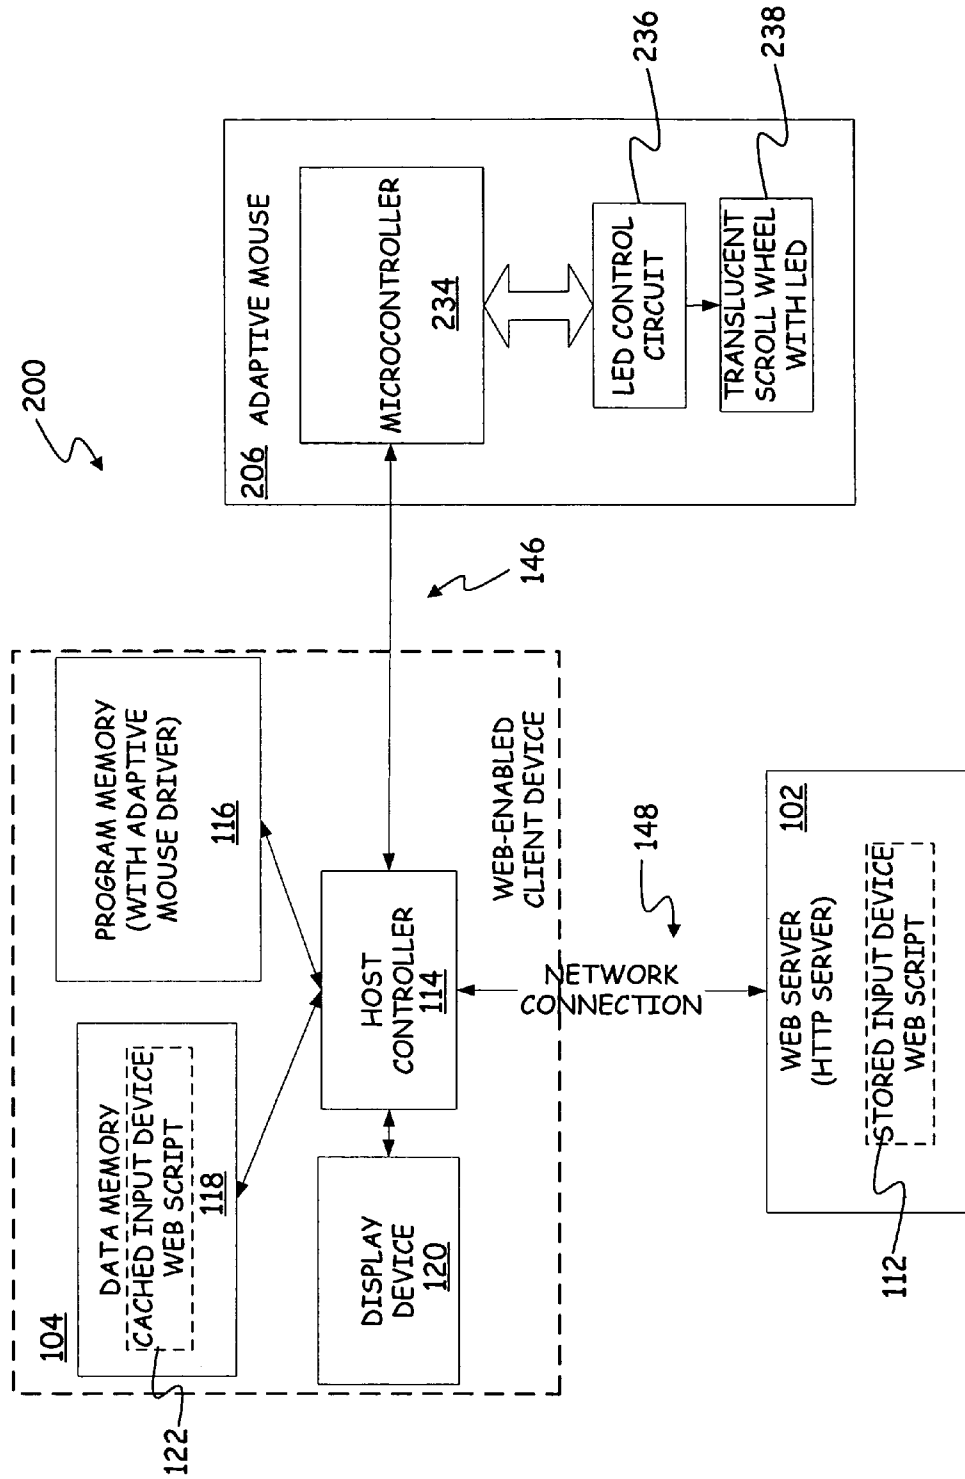 200
104
DATA MEMORY
CACHED INPUT DEVICE
WEB SCRIPT
118
122
PROGRAM MEMORY
(WITH ADAPTIVE
MOUSE DRIVER)
116
DISPLAY
DEVICE
120
HOST
CONTROLLER
114
WEB-ENABLED
CLIENT DEVICE
146
206 ADAPTIVE MOUSE
MICROCONTROLLER
234
LED CONTROL
CIRCUIT
236
TRANSLUCENT
SCROLL WHEEL
WITH LED
238
NETWORK
CONNECTION
148
WEB SERVER
(HTTP SERVER)
102
STORED INPUT DEVICE
WEB SCRIPT
112